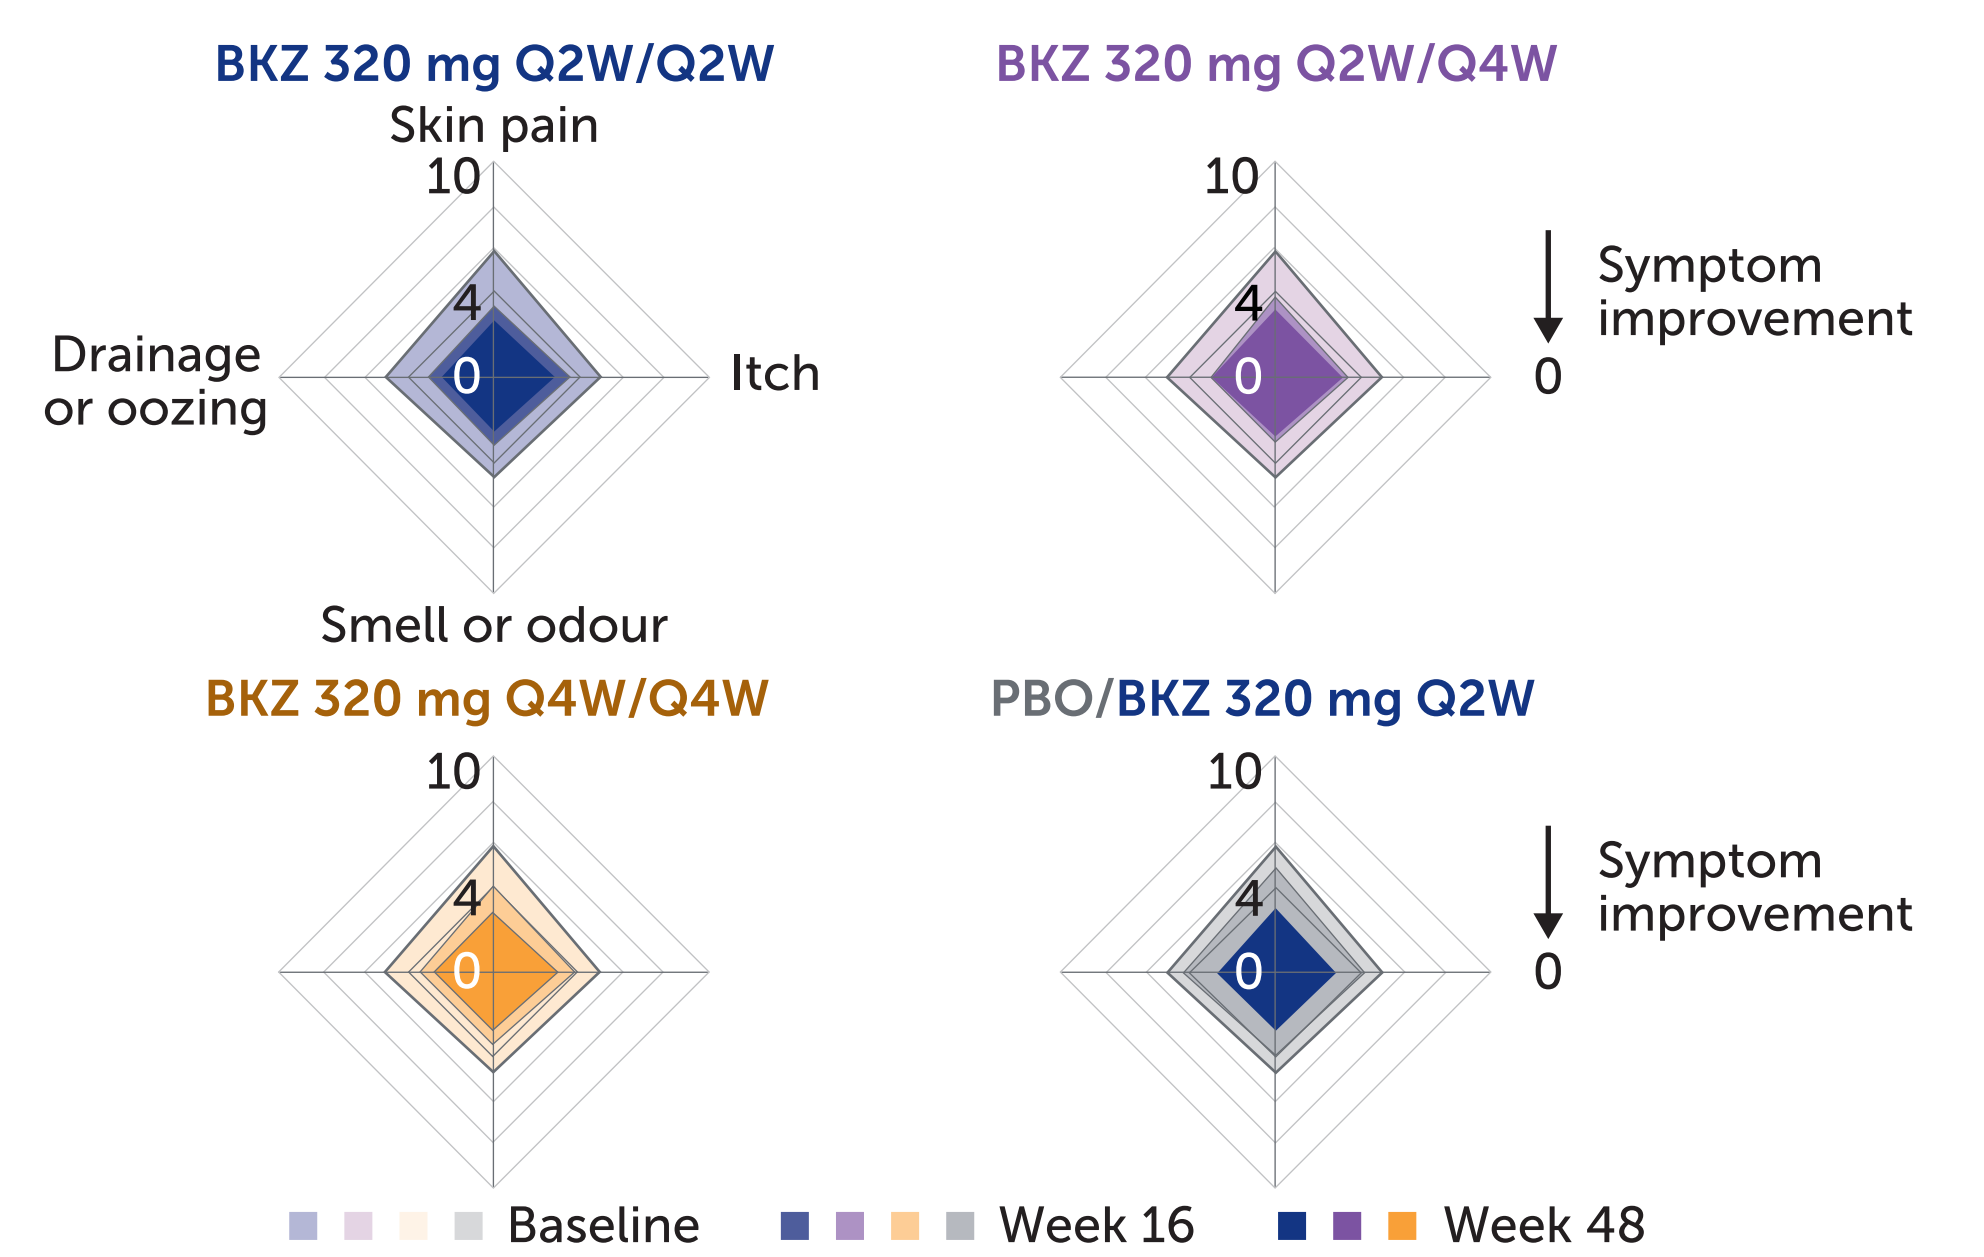 BKZ 320 mg Q2W/Q2W
Skin pain
10
4
0
Drainage
or oozing
Itch
Smell or odour
BKZ 320 mg Q2W/Q4W
10
4
0
Symptom
improvement
0
BKZ 320 mg Q4W/Q4W
10
4
0
PBO/BKZ 320 mg Q2W
10
4
0
Symptom
improvement
0
Baseline
Week 16
Week 48